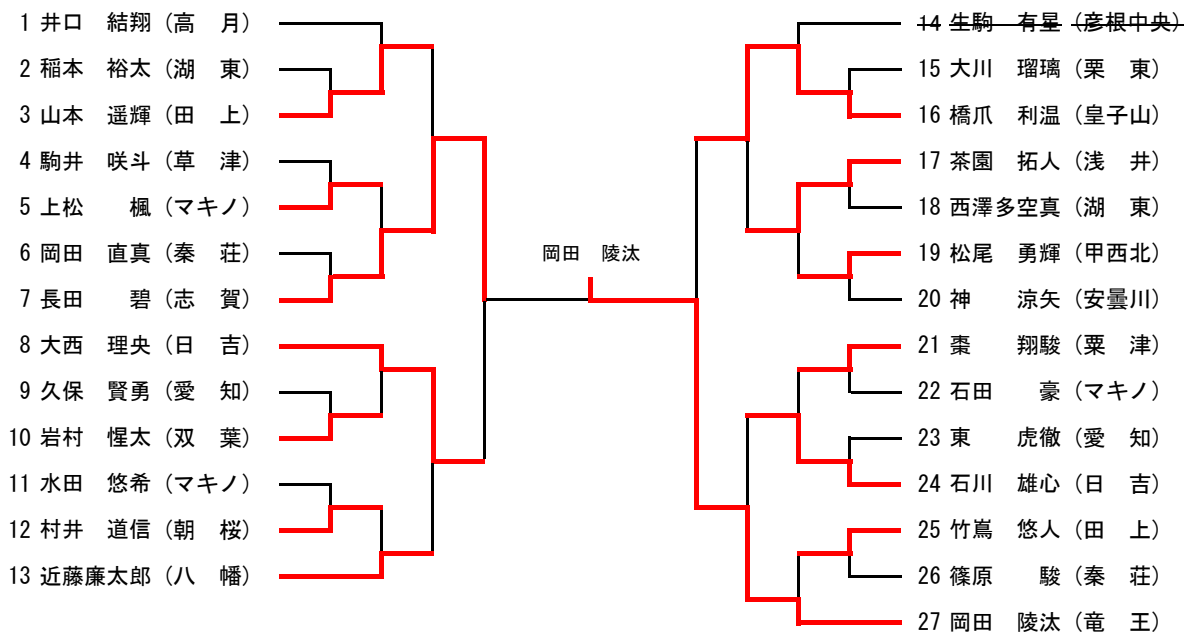 1 井口　結翔（高　月）
2 稲本　裕太（湖　東）
3 山本　遥輝（田　上）
4 駒井　咲斗（草　津）
5 上松　　楓（マキノ）
6 岡田　直真（秦　荘）
7 長田　　碧（志　賀）
8 大西　理央（日　吉）
9 久保　賢勇（愛　知）
10 岩村　惺太（双　葉）
11 水田　悠希（マキノ）
12 村井　道信（朝　桜）
13 近藤廉太郎（八　幡）
岡田　陵汰
14 生駒　有星（彦根中央）
15 大川　瑠璃（栗　東）
16 橋爪　利温（皇子山）
17 茶園　拓人（浅　井）
18 西澤多空真（湖　東）
19 松尾　勇輝（甲西北）
20 神　　涼矢（安曇川）
21 棗　　翔駿（粟　津）
22 石田　　豪（マキノ）
23 東　　虎徹（愛　知）
24 石川　雄心（日　吉）
25 竹嶌　悠人（田　上）
26 篠原　　駿（秦　荘）
27 岡田　陵汰（竜　王）